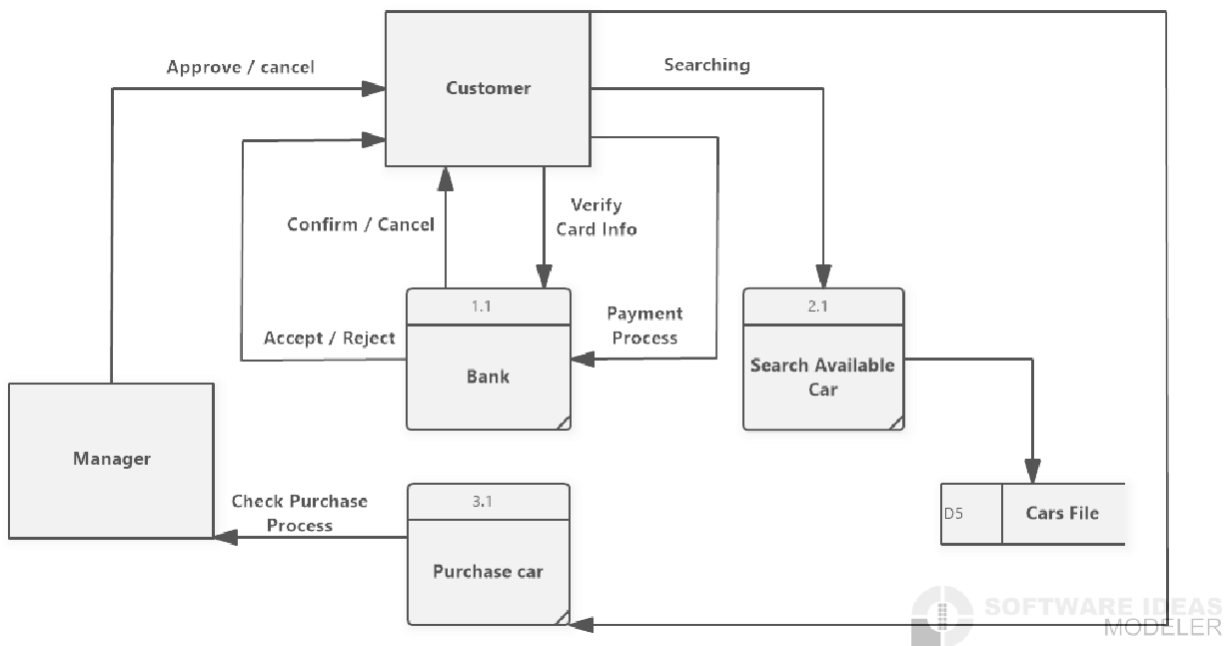 Approve / cancel
Customer
Searching
Confirm / Cancel
Verify
Card Info
1.1
Bank
Accept / Reject
Payment
Process
2.1
Search Available
Car
Manager
Check Purchase
Process
3.1
Purchase car
D5
Cars File
SOFTWARE IDEAS
MODELER